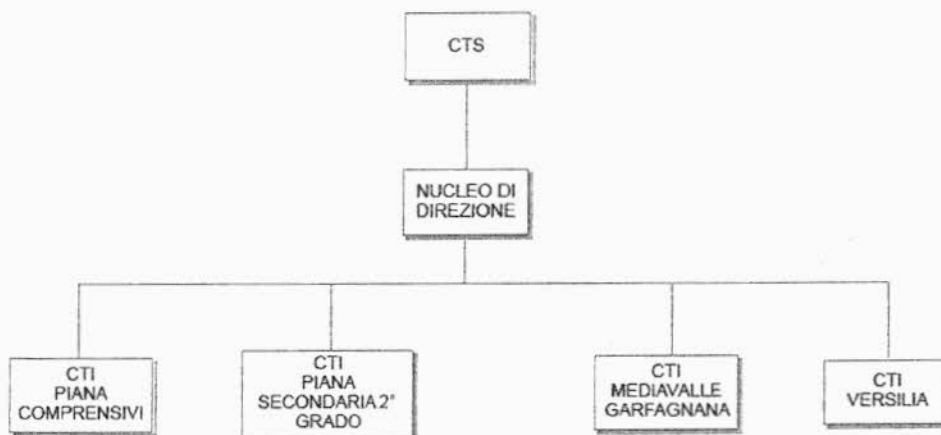 CTS
NUCLEO DI
DIREZIONE
CTI
PIANA
COMPRENSIVI
CTI
PIANA
SECONDARIA 2°
GRADO
CTI
MEDIAVALLE
GARFAGNANA
CTI
VERSILIA